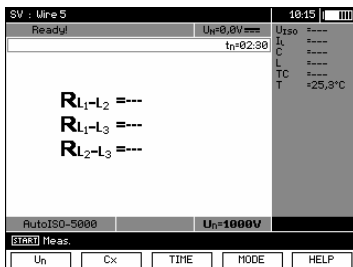 SV : Wire 5 10:15
Ready! UN=0,0V
tn=02:30
UISO =---
IL =---
C =---
L =---
TC =---
T =25,3°C
RL1-L2 =---
RL1-L3 =---
RL2-L3 =---
AutoISO-5000 Un=1000V
START Meas.
Un Cx TIME MODE HELP